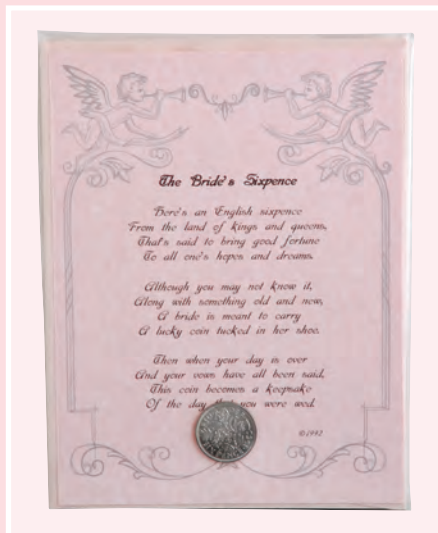 The Bride's Sixpence
Here's an English sixpence
From the land of kings and queens,
That's said to bring good fortune
To all one's hopes and dreams.
Although you may not know it,
Along with something old and new,
A bride is meant to carry
A lucky coin tucked in her shoe.
Then when your day is over
And your vows have all been said,
This coin becomes a keepsake
Of the day you were wed.
©1992